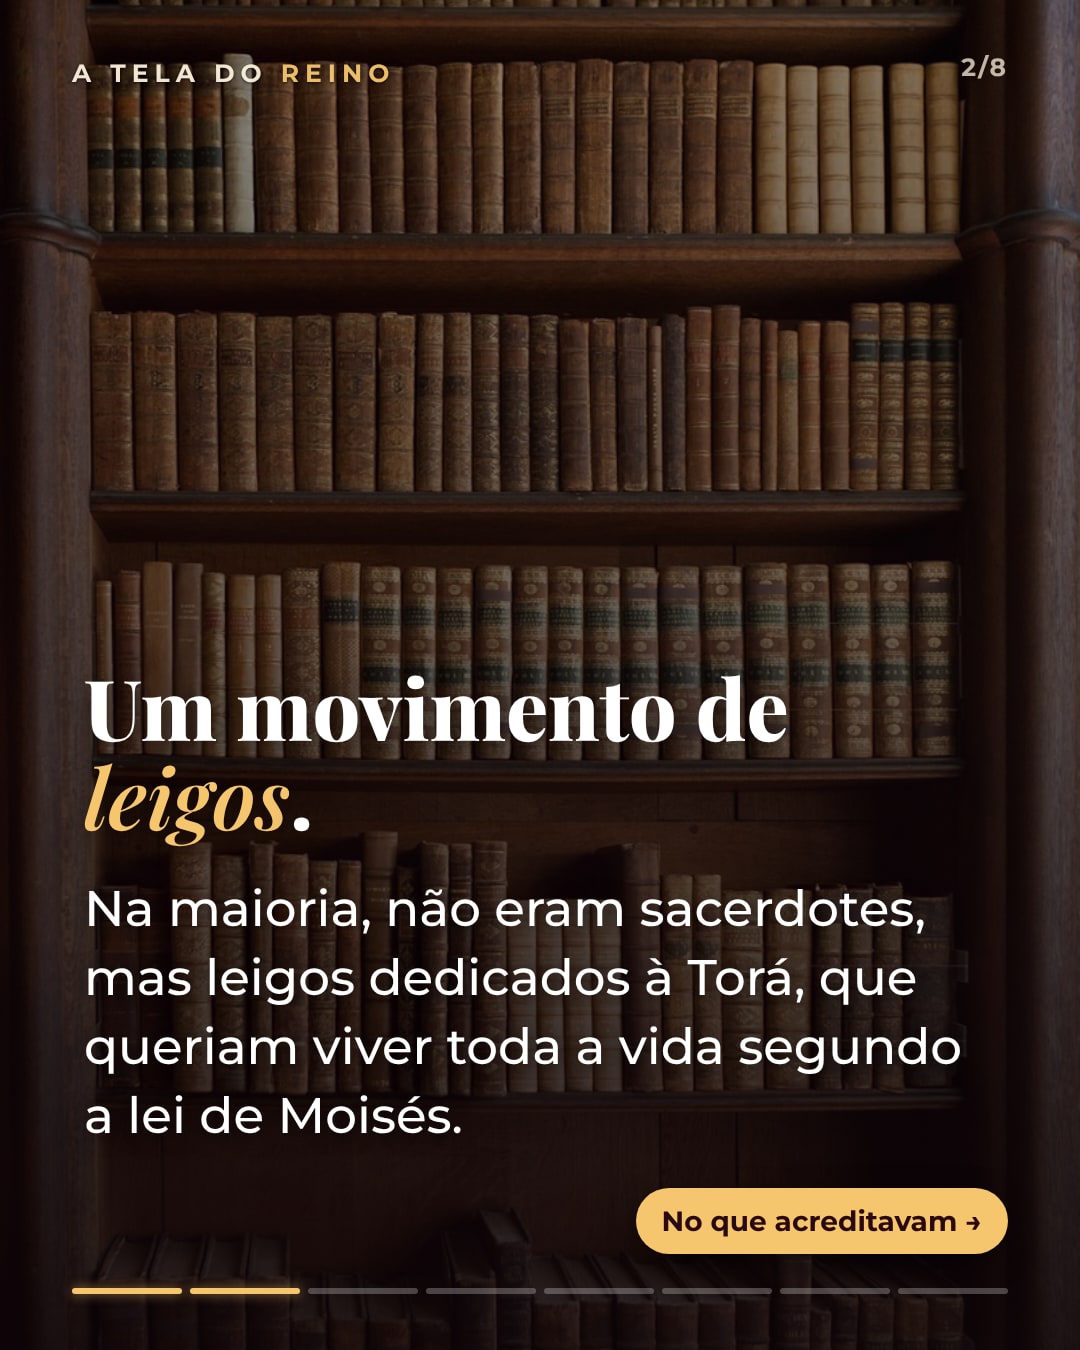 A TELA DO REINO
2/8
Um movimento de
leigos.
Na maioria, não eram sacerdotes,
mas leigos dedicados à Torá, que
queriam viver toda a vida segundo
a lei de Moisés.
No que acreditavam →